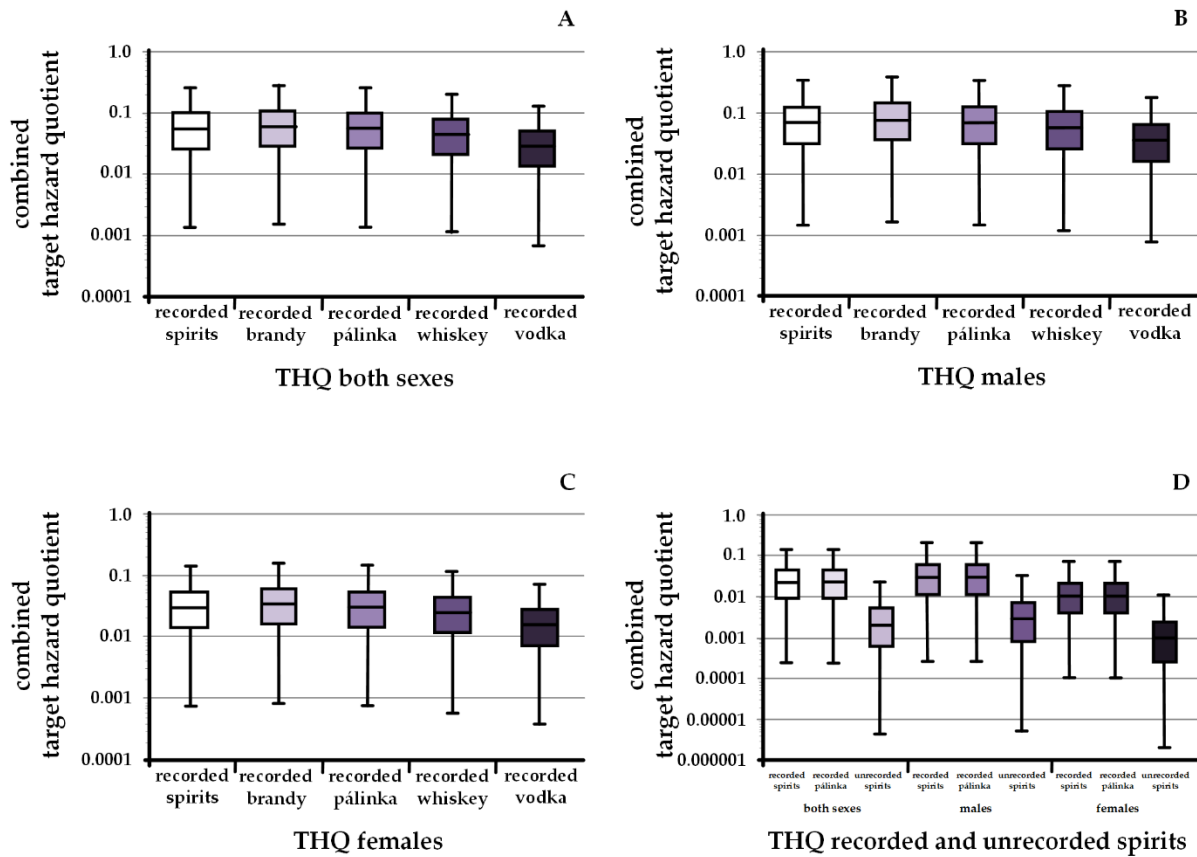 A
combined
target hazard quotient
1.0
0.1
0.01
0.001
0.0001
recorded recorded recorded recorded recorded
spirits brandy pálinka whiskey vodka
THQ both sexes
B
combined
target hazard quotient
1.0
0.1
0.01
0.001
0.0001
recorded recorded recorded recorded recorded
spirits brandy pálinka whiskey vodka
THQ males
C
combined
target hazard quotient
1.0
0.1
0.01
0.001
0.0001
recorded recorded recorded recorded recorded
spirits brandy pálinka whiskey vodka
THQ females
D
combined
target hazard quotient
1.0
0.1
0.01
0.001
0.0001
0.00001
0.000001
recorded recorded unrecorded recorded recorded unrecorded recorded recorded unrecorded
spirits pálinka spirits spirits pálinka spirits spirits pálinka spirits
both sexes males females
THQ recorded and unrecorded spirits